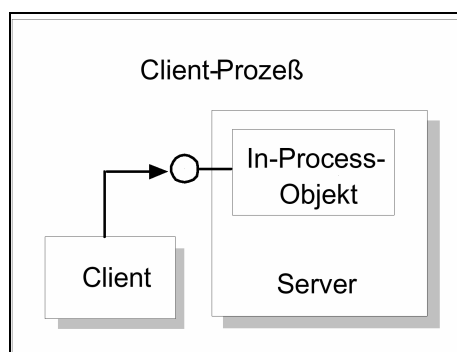 Client-Prozeß
In-Process-
Objekt
Client
Server